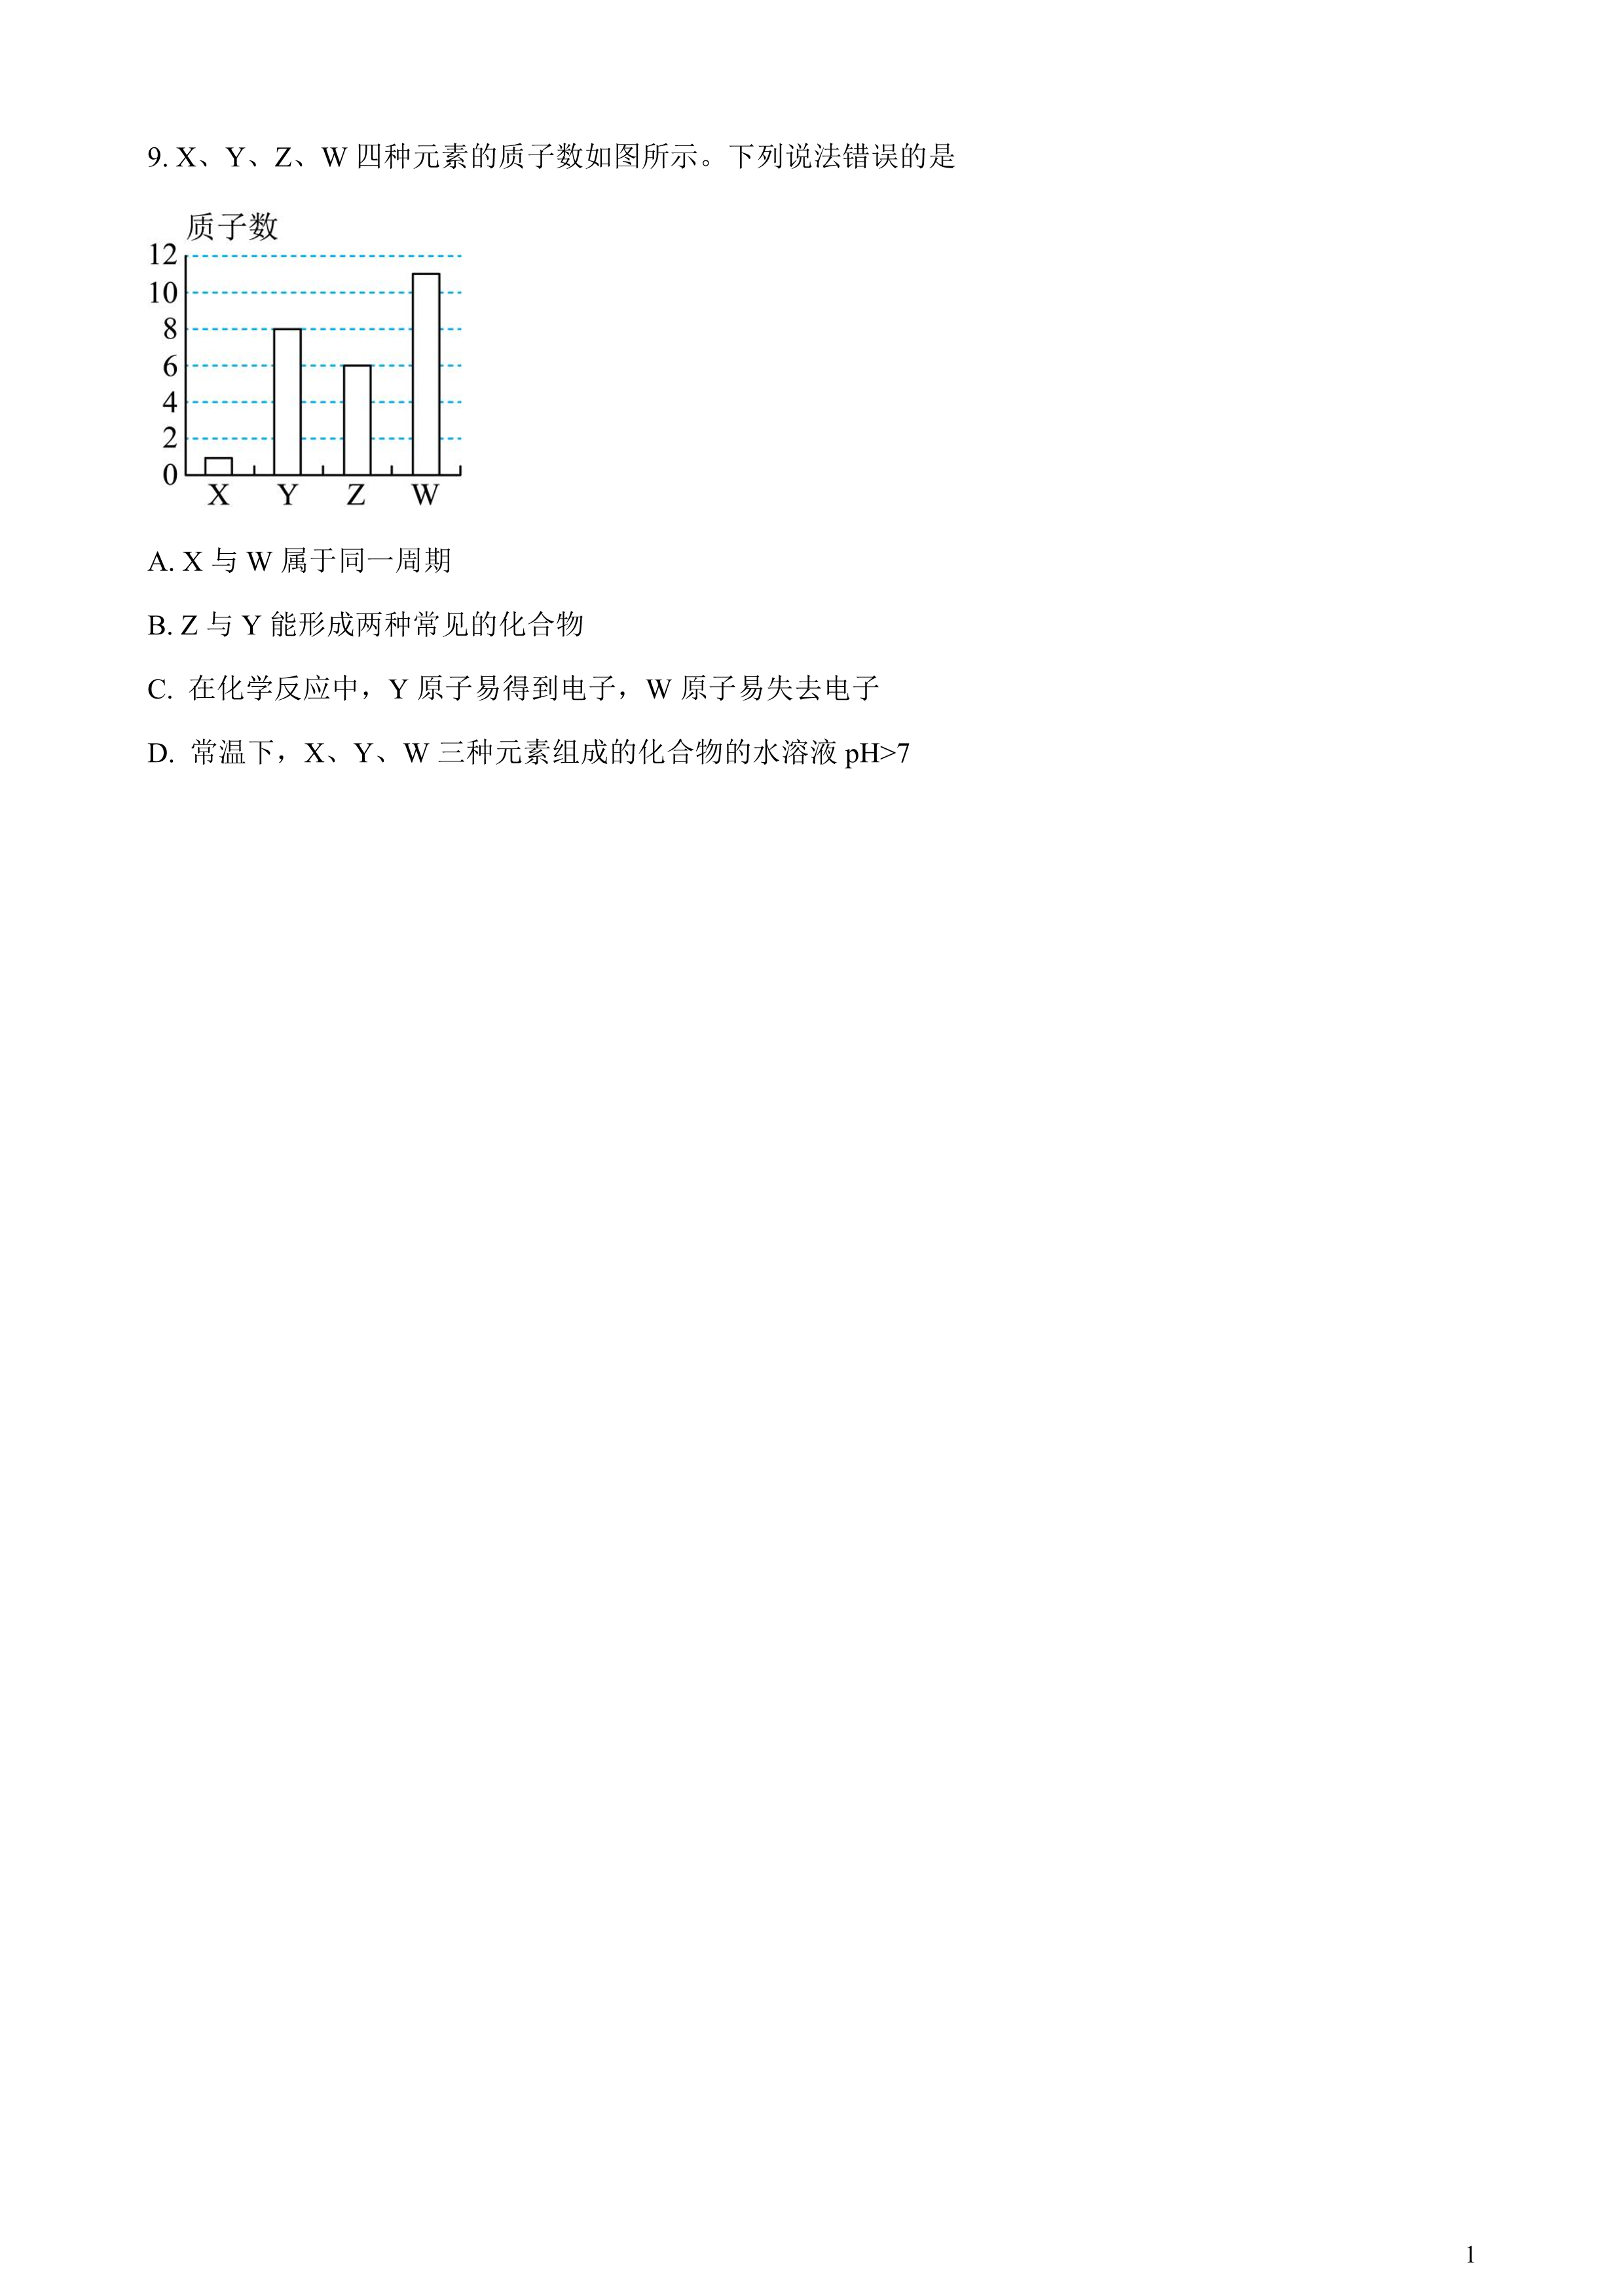 9. X、Y、Z、W 四种元素的质子数如图所示。下列说法错误的是
质子数
12
10
8
6
4
2
0
X Y Z W
A. X 与 W 属于同一周期
B. Z 与 Y 能形成两种常见的化合物
C. 在化学反应中，Y 原子易得到电子，W 原子易失去电子
D. 常温下，X、Y、W 三种元素组成的化合物的水溶液 pH>7
1